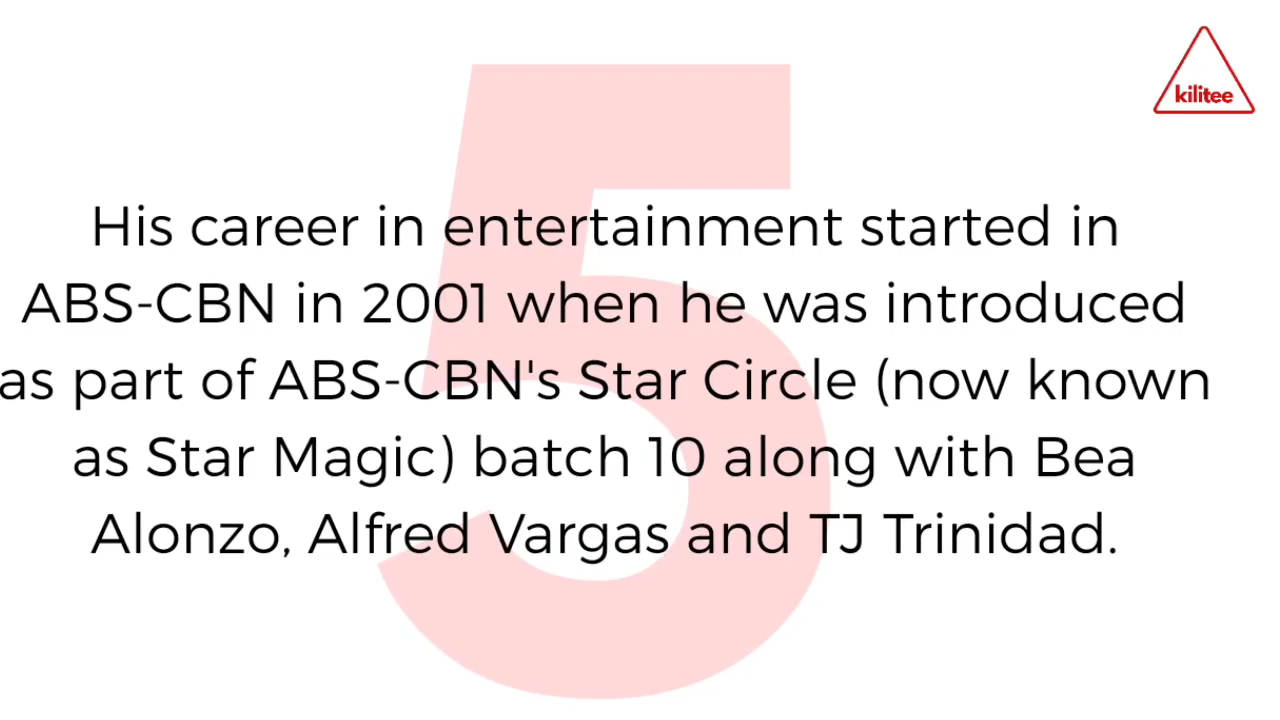 kilitee
5
His career in entertainment started in
ABS-CBN in 2001 when he was introduced
as part of ABS-CBN's Star Circle (now known
as Star Magic) batch 10 along with Bea
Alonzo, Alfred Vargas and TJ Trinidad.